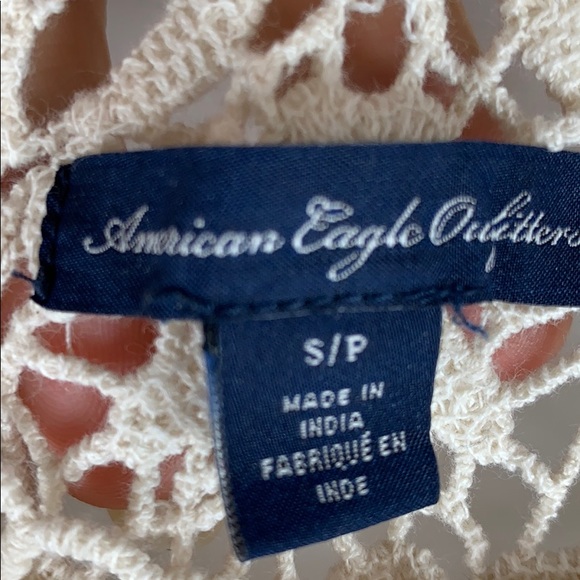 American Eagle Outfitters
S/P
MADE IN
INDIA
FABRIQUÉ EN
INDE